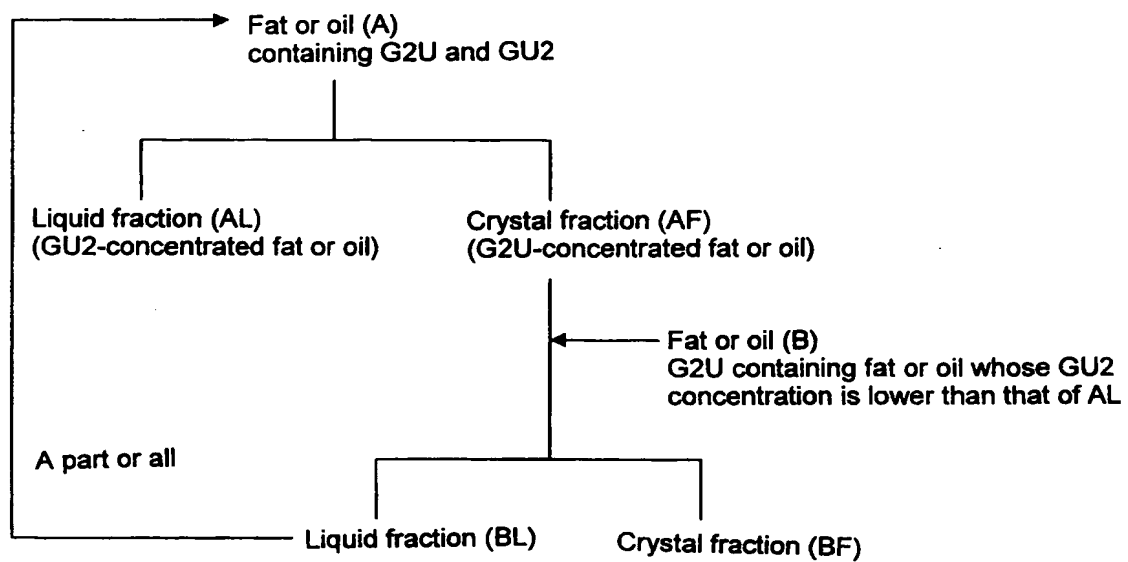 Fat or oil (A)
containing G2U and GU2
Liquid fraction (AL)
(GU2-concentrated fat or oil)
Crystal fraction (AF)
(G2U-concentrated fat or oil)
Fat or oil (B)
G2U containing fat or oil whose GU2
concentration is lower than that of AL
A part or all
Liquid fraction (BL)
Crystal fraction (BF)